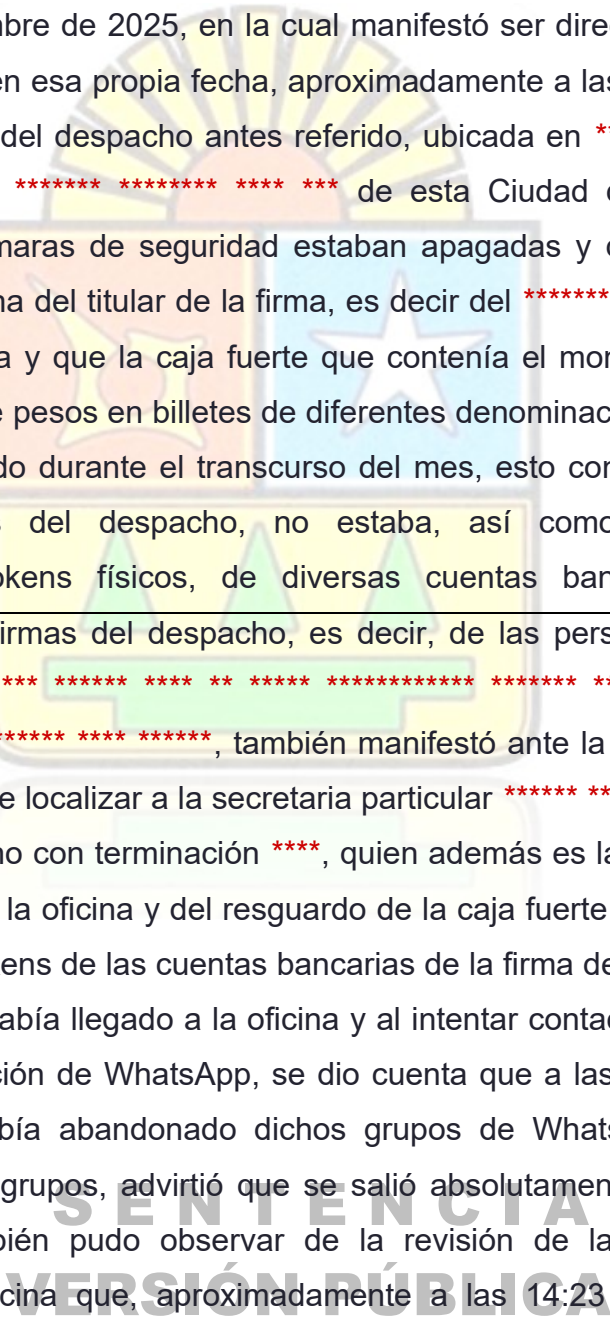 bre de 2025, en la cual manifestó ser dire
en esa propia fecha, aproximadamente a las
del despacho antes referido, ubicada en **
******* ******** **** *** de esta Ciudad
maras de seguridad estaban apagadas y
na del titular de la firma, es decir del *******
a y que la caja fuerte que contenía el mon
e pesos en billetes de diferentes denominac
do durante el transcurso del mes, esto con
del despacho, no estaba, así como
okens físicos, de diversas cuentas ban
irmas del despacho, es decir, de las pers
*** ****** **** ** ***** ************ ******* **
****** **** ******, también manifestó ante la
e localizar a la secretaria particular ****** **
no con terminación ****, quien además es la
la oficina y del resguardo de la caja fuerte
ens de las cuentas bancarias de la firma de
abía llegado a la oficina y al intentar contac
ción de WhatsApp, se dio cuenta que a las
bía abandonado dichos grupos de Whats
grupos, advirtió que se salió absolutamen
SENTENCIA
bién pudo observar de la revisión de la
cina que, aproximadamente a las 14:23
VERSIÓN PÚBLICA